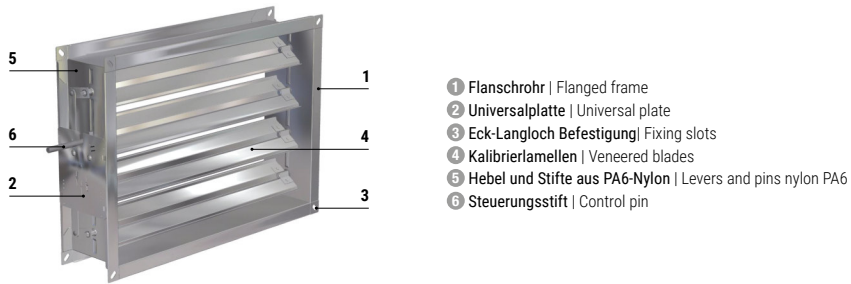 5
1
6
4
2
3
1 Flanschrohr | Flanged frame
2 Universalplatte | Universal plate
3 Eck-Langloch Befestigung| Fixing slots
4 Kalibrierlamellen | Veneered blades
5 Hebel und Stifte aus PA6-Nylon | Levers and pins nylon PA6
6 Steuerungsstift | Control pin